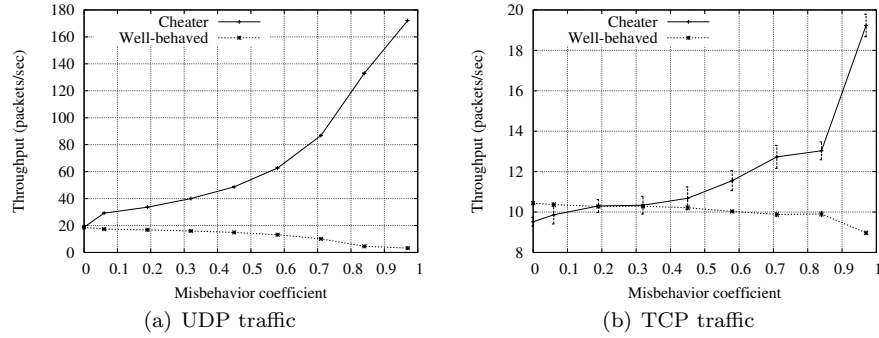 180
160
140
120
100
80
60
40
20
0
Throughput (packets/sec)
Cheater
Well-behaved
0 0.1 0.2 0.3 0.4 0.5 0.6 0.7 0.8 0.9 1
Misbehavior coefficient
(a) UDP traffic
20
18
16
14
12
10
8
Throughput (packets/sec)
Cheater
Well-behaved
0 0.1 0.2 0.3 0.4 0.5 0.6 0.7 0.8 0.9 1
Misbehavior coefficient
(b) TCP traffic